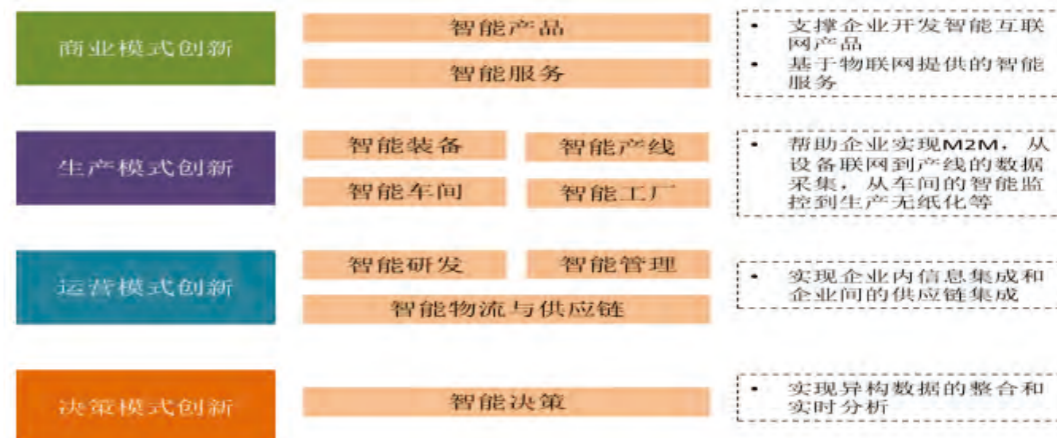 商业模式创新
智能产品
智能服务
• 支撑企业开发智能互联
网产品
• 基于物联网提供的智能
服务
生产模式创新
智能装备
智能产线
智能车间
智能工厂
• 帮助企业实现M2M，从
设备联网到产线的数据
采集，从车间的智能监
控到生产无纸化等
运营模式创新
智能研发
智能管理
智能物流与供应链
• 实现企业内信息集成和
企业间的供应链集成
决策模式创新
智能决策
• 实现异构数据的整合和
实时分析